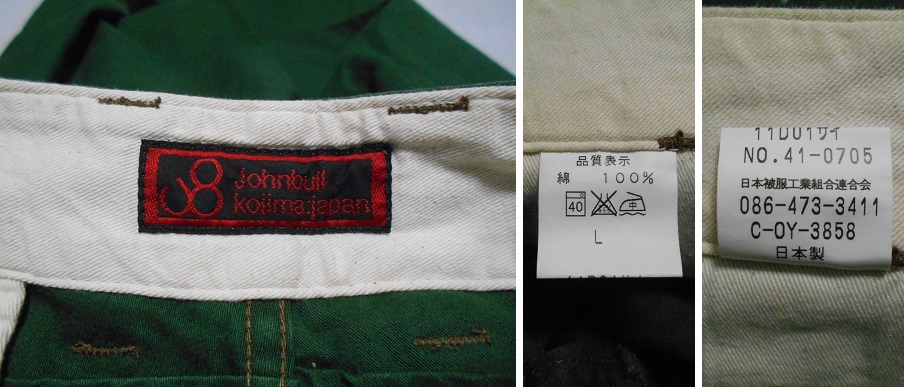 Johnbull
kojima:japan
品質表示
綿 100%
40 中
L
NO.41-0705
日本被服工業組合連合会
086-473-3411
C-OY-3858
日本製